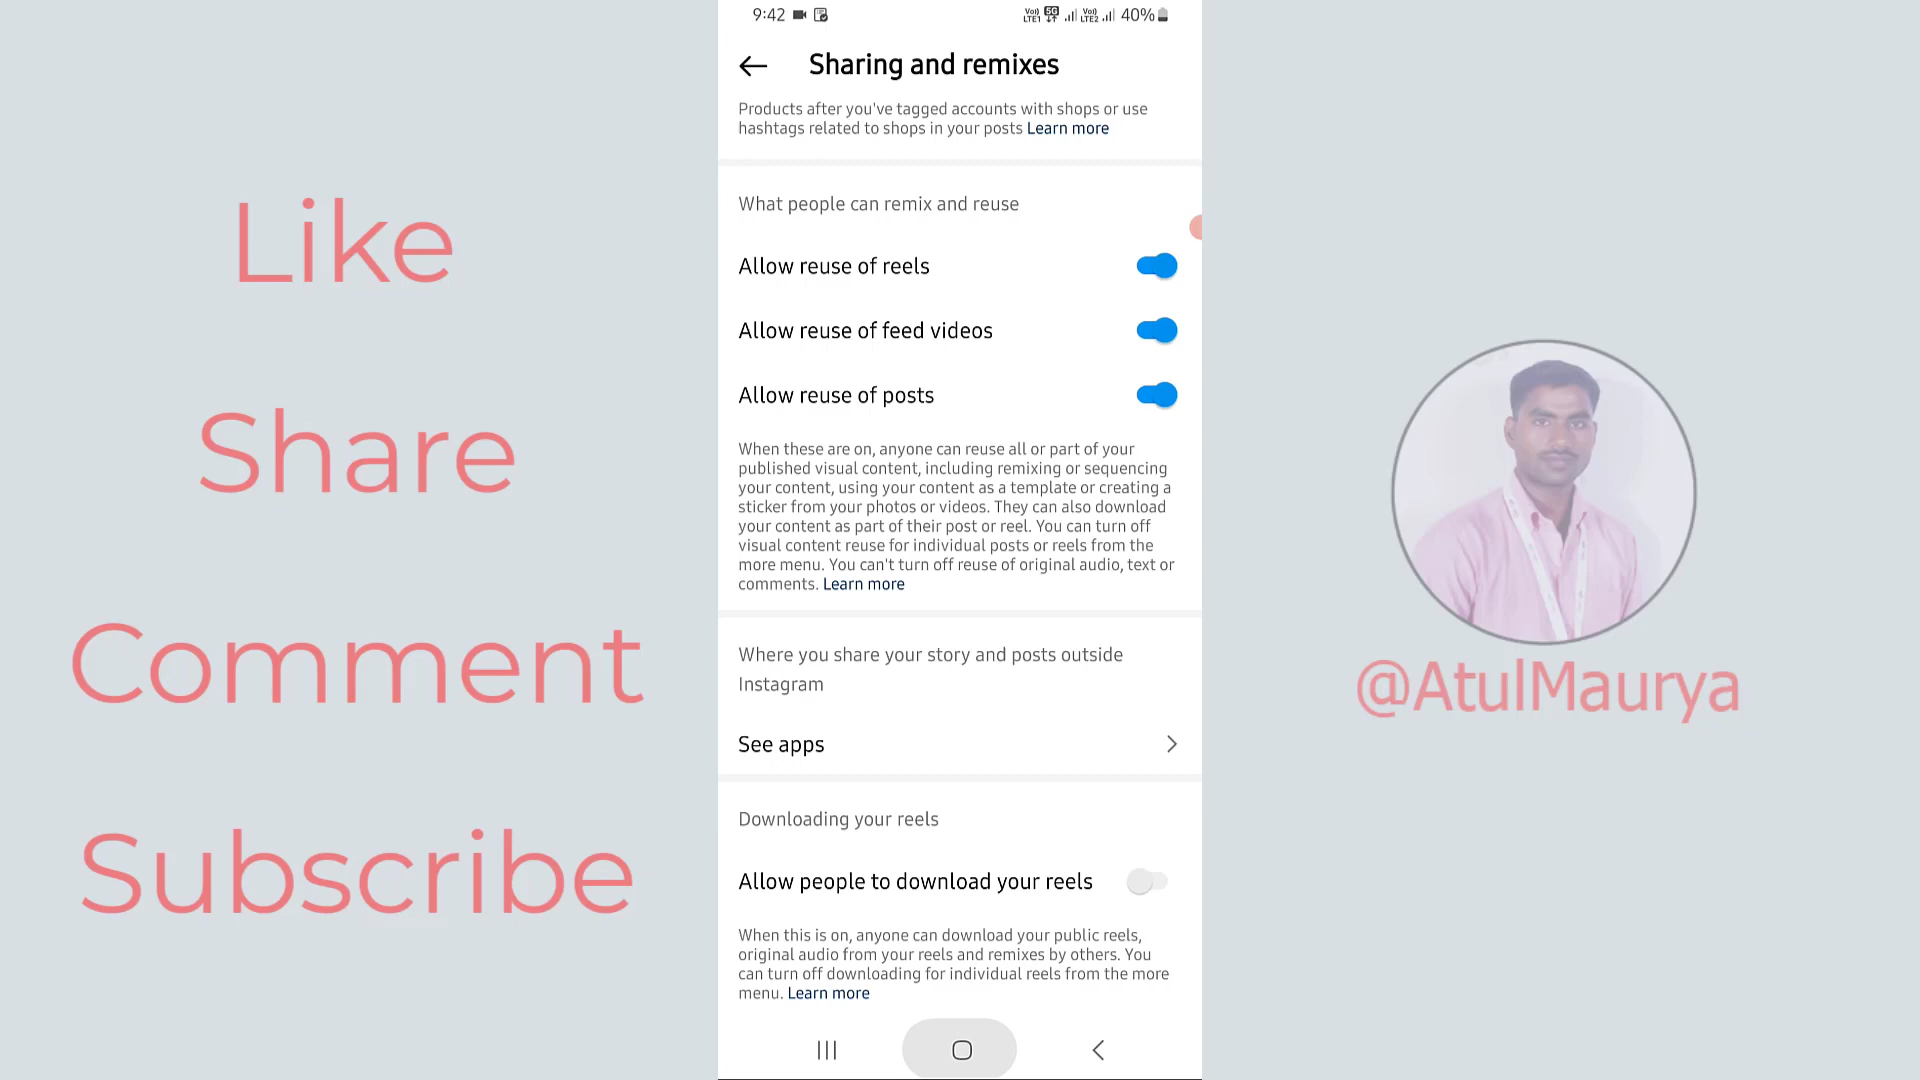 Like
Share
Comment
Subscribe
9:42
Vo) LTE1 5G Vo) LTE2 40%
Sharing and remixes
Products after you've tagged accounts with shops or use
hashtags related to shops in your posts Learn more
What people can remix and reuse
Allow reuse of reels
Allow reuse of feed videos
Allow reuse of posts
When these are on, anyone can reuse all or part of your
published visual content, including remixing or sequencing
your content, using your content as a template or creating a
sticker from your photos or videos. They can also download
your content as part of their post or reel. You can turn off
visual content reuse for individual posts or reels from the
more menu. You can't turn off reuse of original audio, text or
comments. Learn more
Where you share your story and posts outside
Instagram
See apps
Downloading your reels
Allow people to download your reels
When this is on, anyone can download your public reels,
original audio from your reels and remixes by others. You
can turn off downloading for individual reels from the more
menu. Learn more
@AtulMaurya